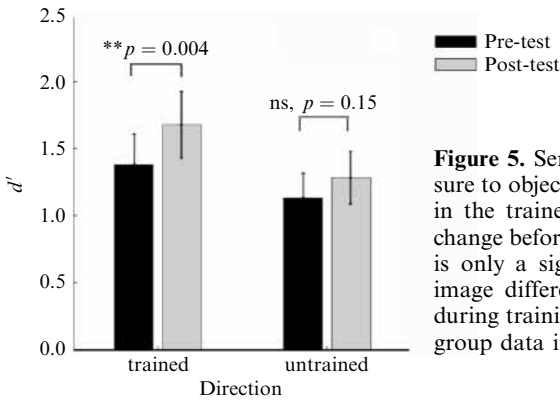 2.5
2.0
1.5
1.0
0.5
0.0
d′
**p = 0.004
ns, p = 0.15
trained
untrained
Direction
Pre-test
Post-test
Figure 5. Sen
sure to objec
in the traine
change before
is only a sig
image differe
during traini
group data i